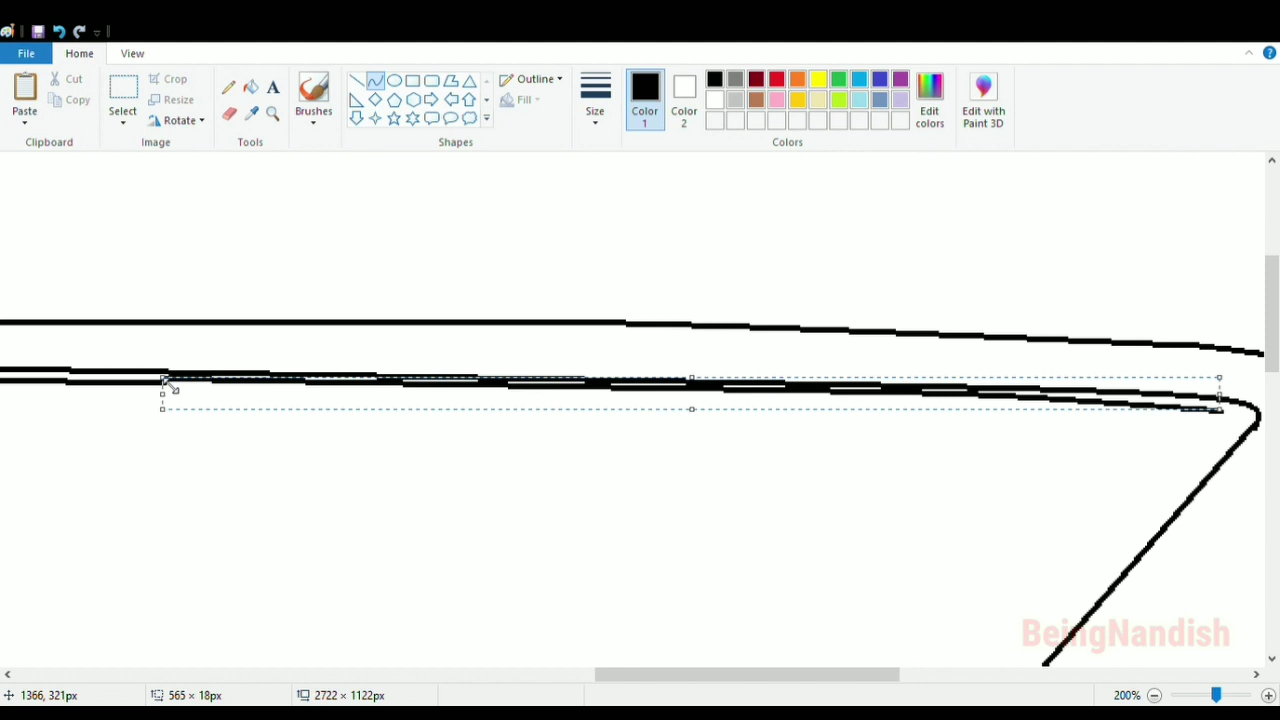 File Home View
Paste
Cut
Copy
Clipboard
Select
Crop
Resize
Rotate
Image
Tools
Brushes
Shapes
Outline
Fill
Size
Color 1
Color 2
Colors
Edit colors
Edit with Paint 3D
BeingNandish
1366, 321px 565 × 18px 2722 × 1122px 200%